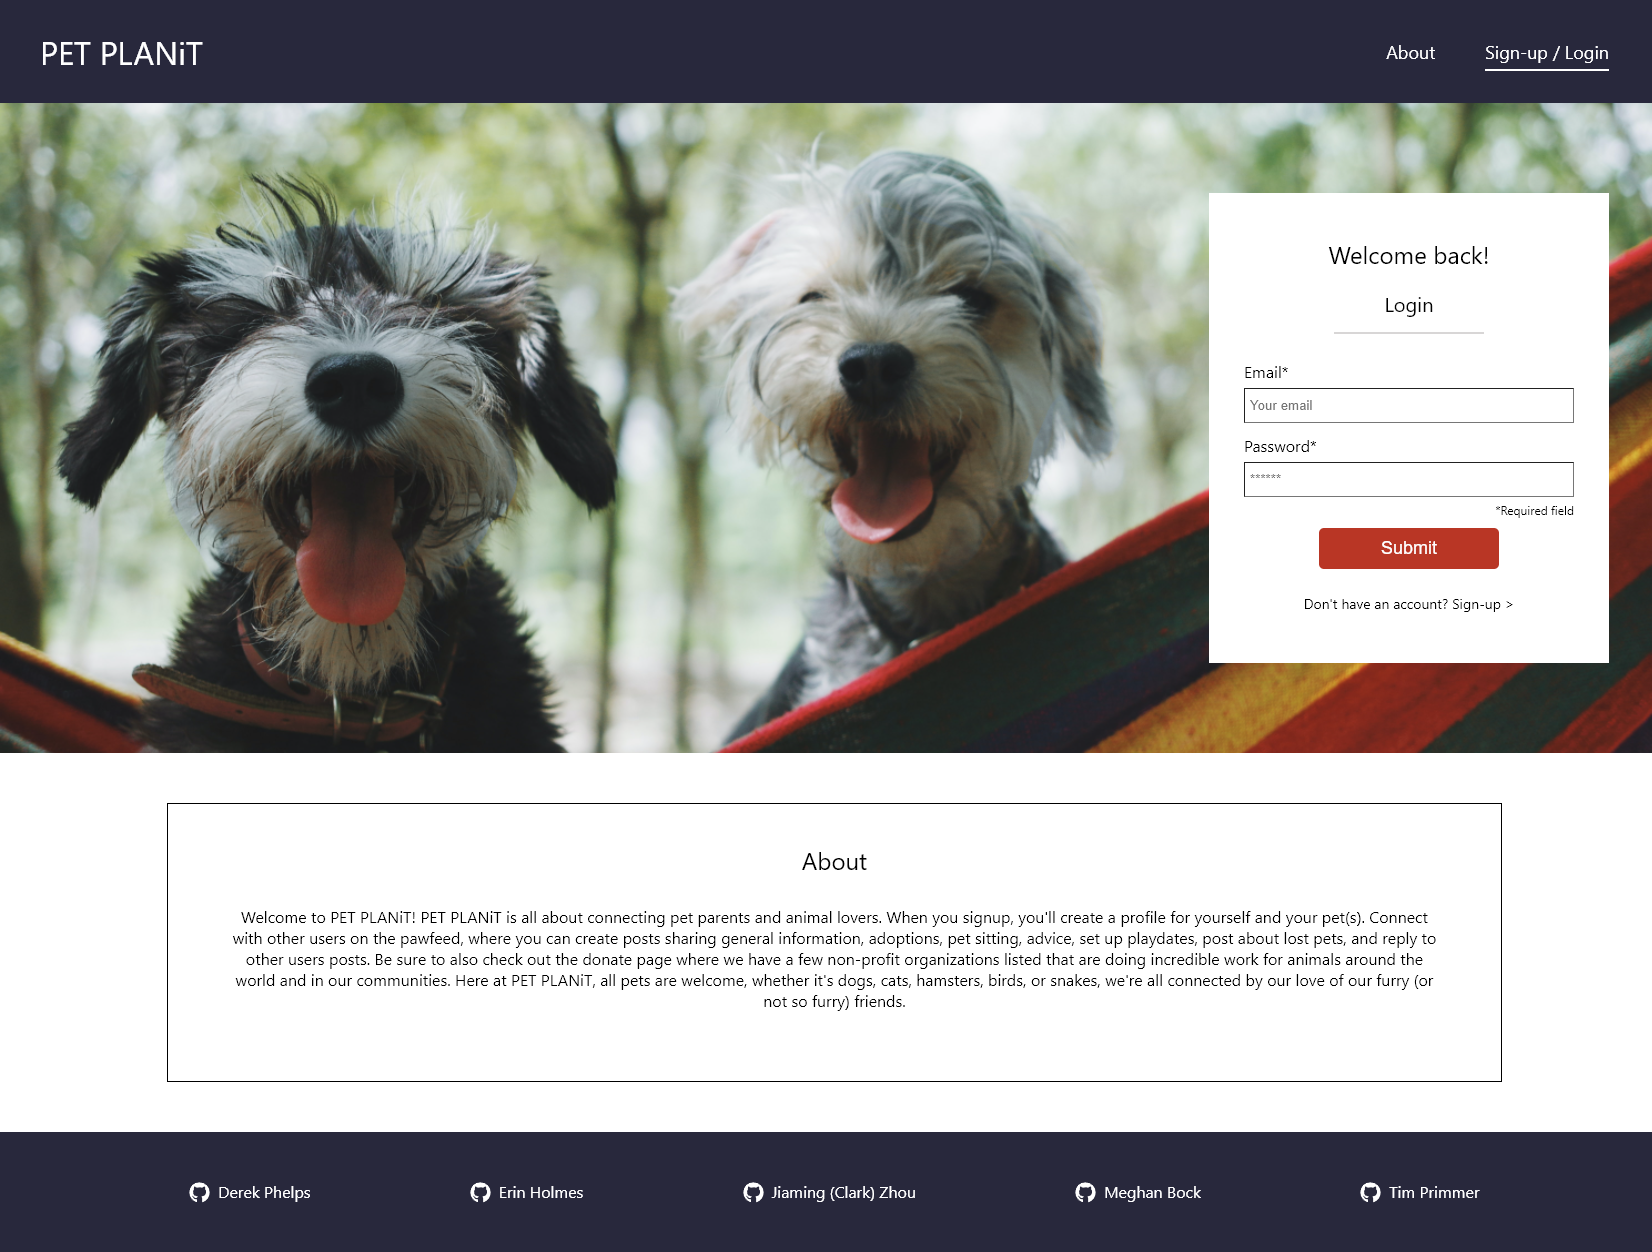 PET PLANiT
About
Sign-up / Login
Welcome back!
Login
Email*
Your email
Password*
******
*Required field
Submit
Don't have an account? Sign-up >
About
Welcome to PET PLANiT! PET PLANiT is all about connecting pet parents and animal lovers. When you signup, you'll create a profile for yourself and your pet(s). Connect
with other users on the pawfeed, where you can create posts sharing general information, adoptions, pet sitting, advice, set up playdates, post about lost pets, and reply to
other users posts. Be sure to also check out the donate page where we have a few non-profit organizations listed that are doing incredible work for animals around the
world and in our communities. Here at PET PLANiT, all pets are welcome, whether it's dogs, cats, hamsters, birds, or snakes, we're all connected by our love of our furry (or
not so furry) friends.
Derek Phelps
Erin Holmes
Jiaming (Clark) Zhou
Meghan Bock
Tim Primmer